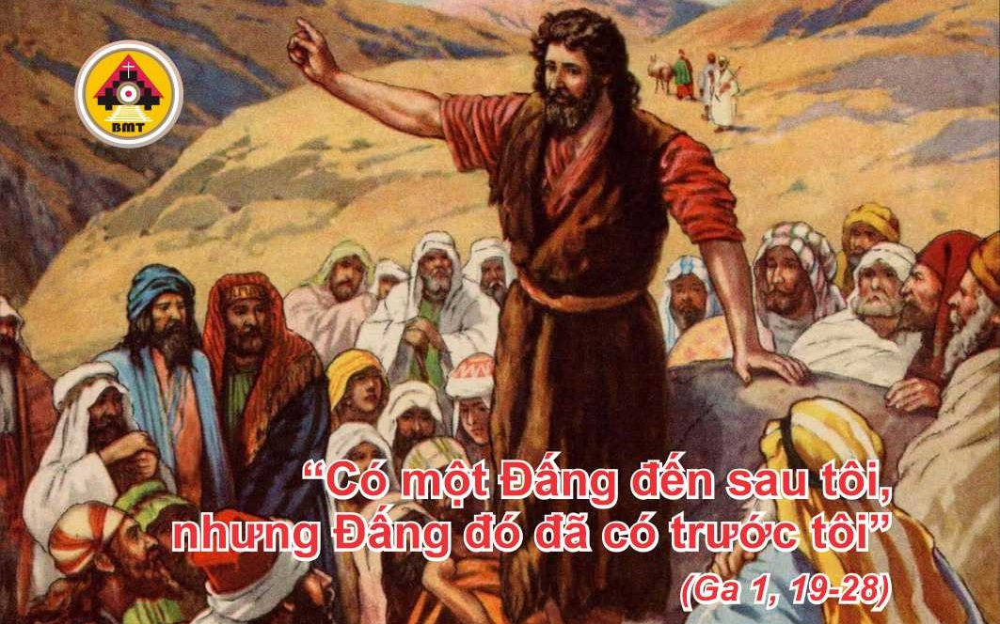 BMT
“Có một Đấng đến sau tôi,
nhưng Đấng đó đã có trước tôi”
(Ga 1, 19-28)